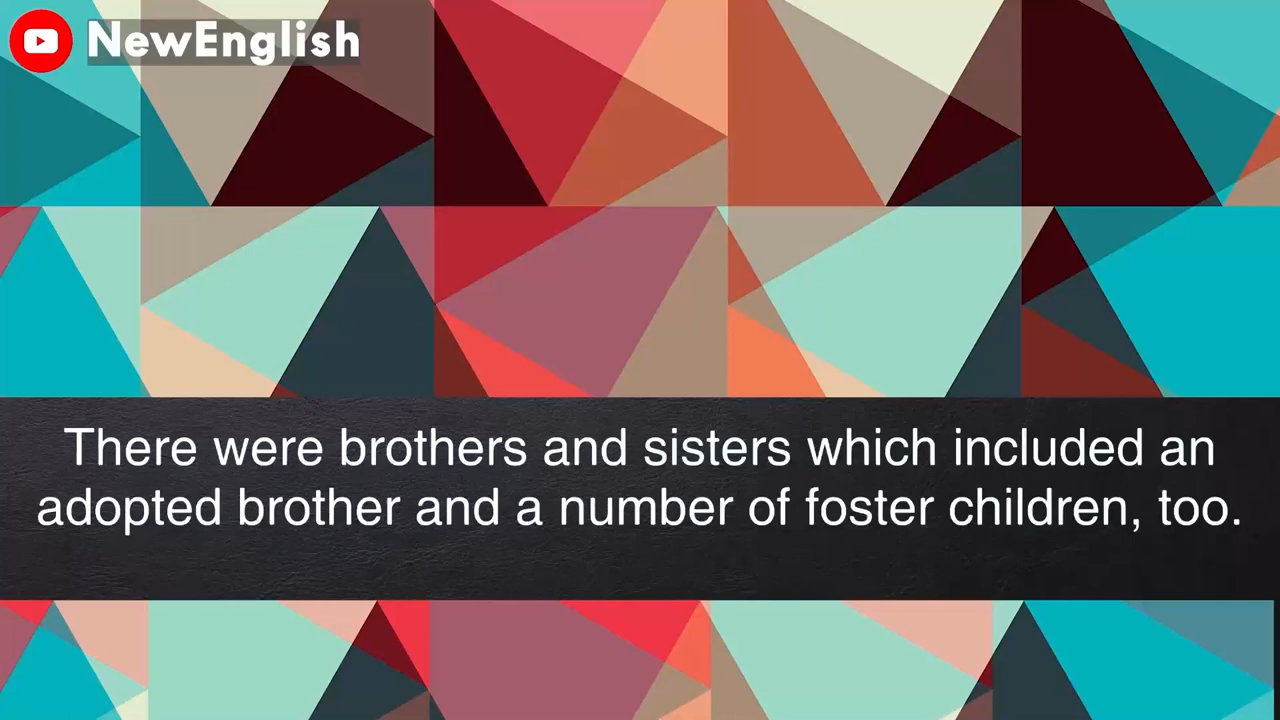 NewEnglish
There were brothers and sisters which included an
adopted brother and a number of foster children, too.